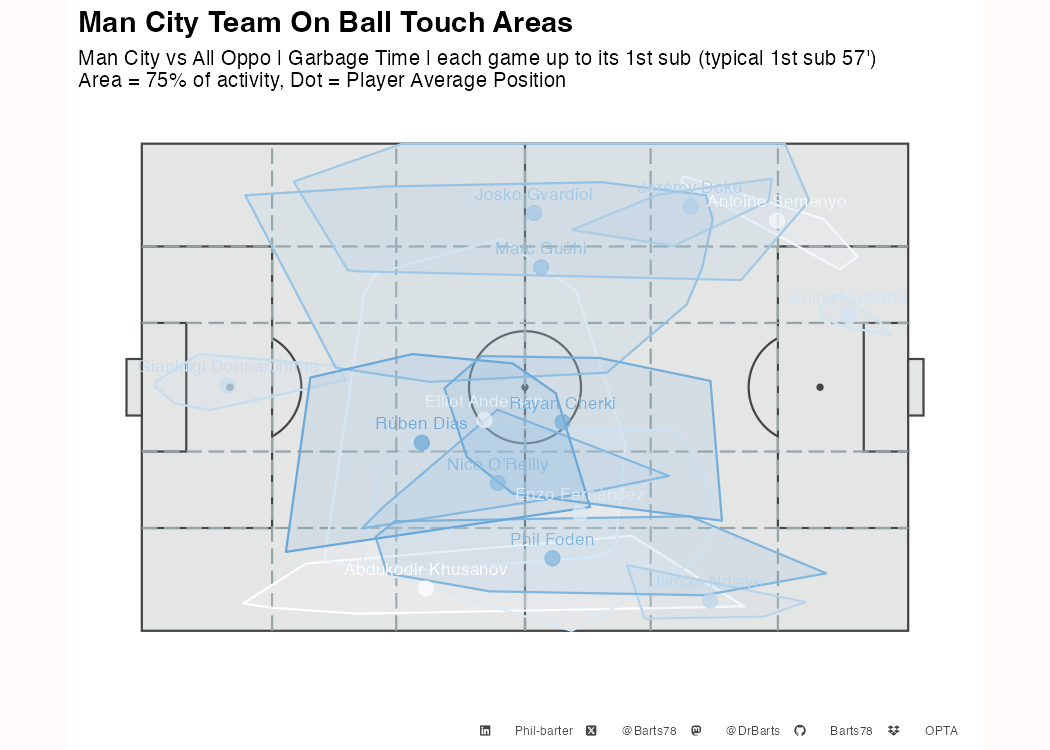 Man City Team On Ball Touch Areas
Man City vs All Oppo | Garbage Time | each game up to its 1st sub (typical 1st sub 57')
Area = 75% of activity, Dot = Player Average Position
Josko Gvardiol
Jérémy Doku
Antoine Semenyo
Marc Guéhi
Erling Haaland
Gianluigi Donnarumma
Elliot Anderson
Rayan Cherki
Rúben Dias
Nico O'Reilly
Enzo Fernández
Phil Foden
Abdukodir Khusanov
Iliman Ndiaye
Phil-barter @Barts78 @DrBarts Barts78 OPTA